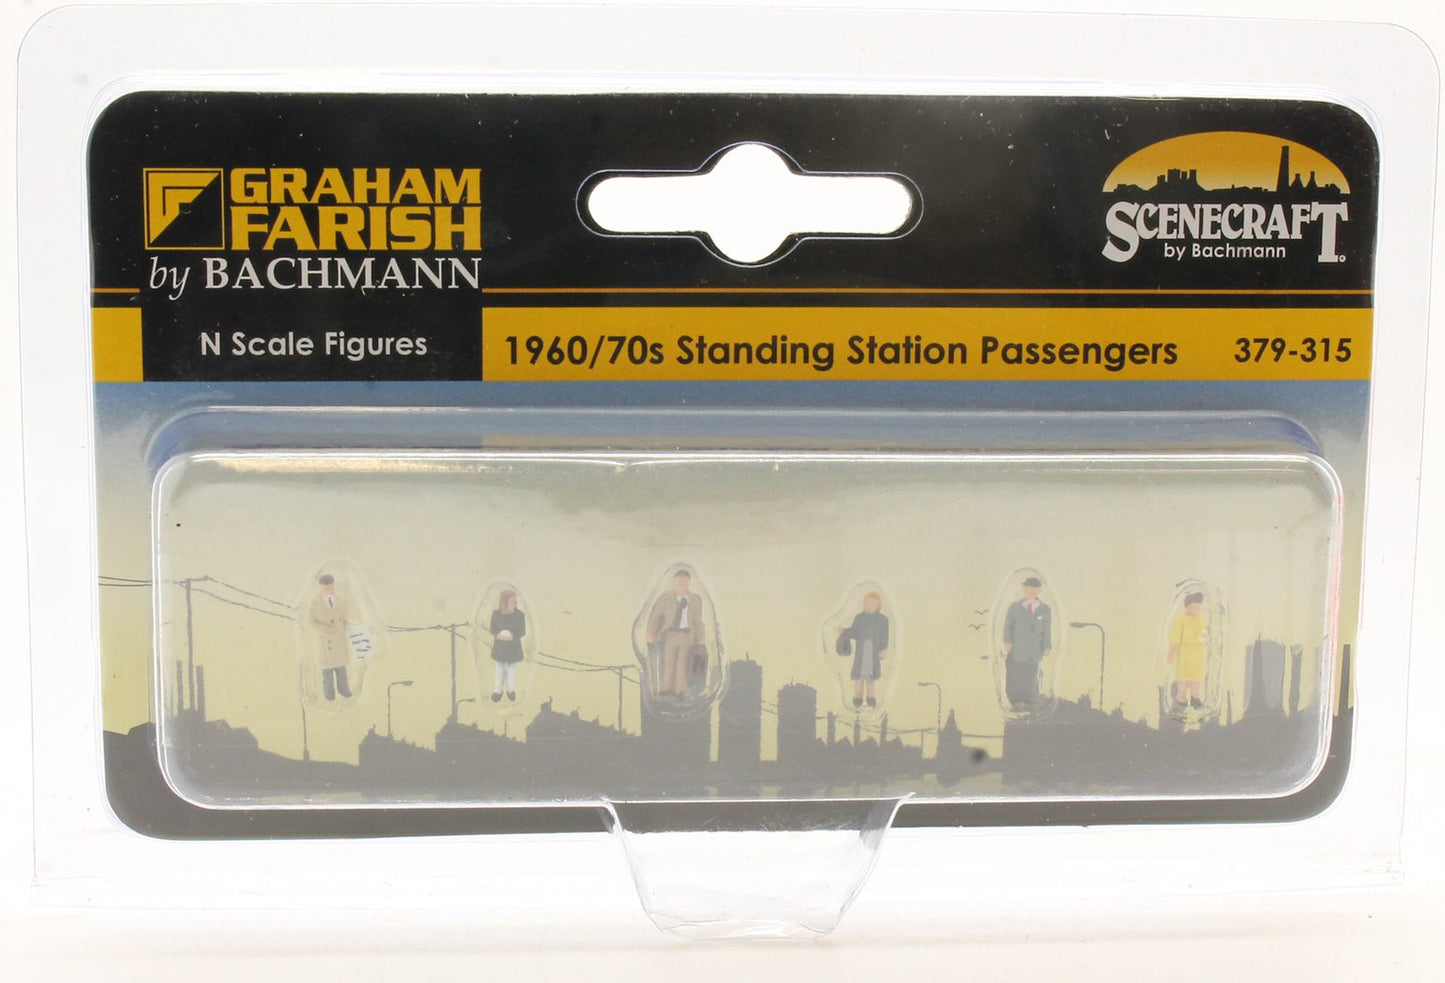 GRAHAM
FARISH
by BACHMANN
SCENECRAFT
by Bachmann
N Scale Figures
1960/70s Standing Station Passengers
379-315